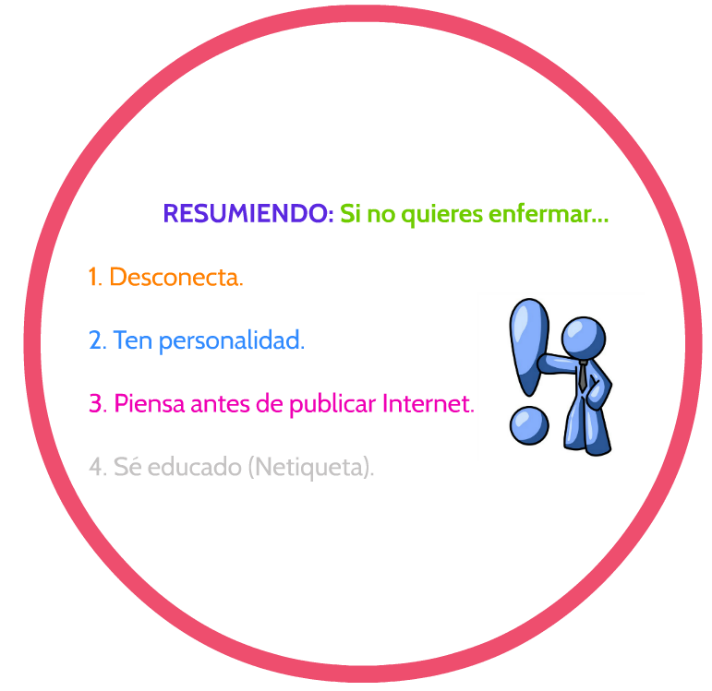 RESUMIENDO: Si no quieres enfermar...
1. Desconecta.
2. Ten personalidad.
3. Piensa antes de publicar Internet.
4. Sé educado (Netiqueta).